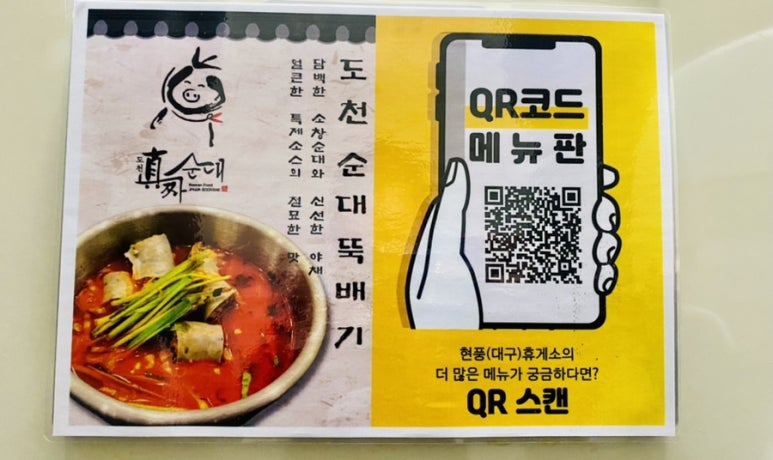 도천
真짜
순대
Korean Food
도천 순대뚝배기
담백한 소창순대와 신선한 야채
얼큰한 특제소스의 절묘한 맛
QR코드
메뉴판
현풍(대구)휴게소의
더 많은 메뉴가 궁금하다면?
QR 스캔